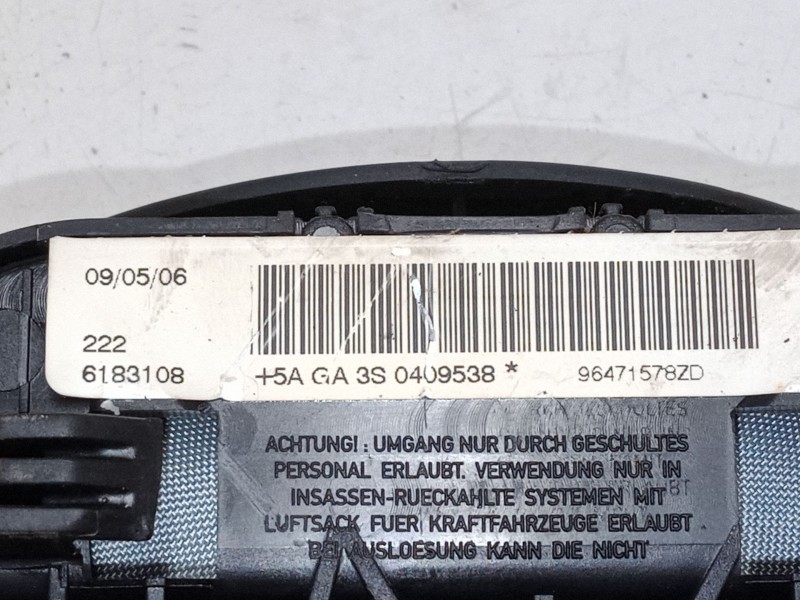 09/05/06
222
6183108 +5A GA 3S 0409538 * 96471578ZD
ACHTUNG! : UMGANG NUR DURCH GESCHULTES
PERSONAL ERLAUBT. VERWENDUNG NUR IN
INSASSEN-RUECKAHLTE SYSTEMEN MIT
LUFTSACK FUER KRAFTFAHRZEUGE ERLAUBT
BEI AUSLOESUNG KANN DIE NICHT